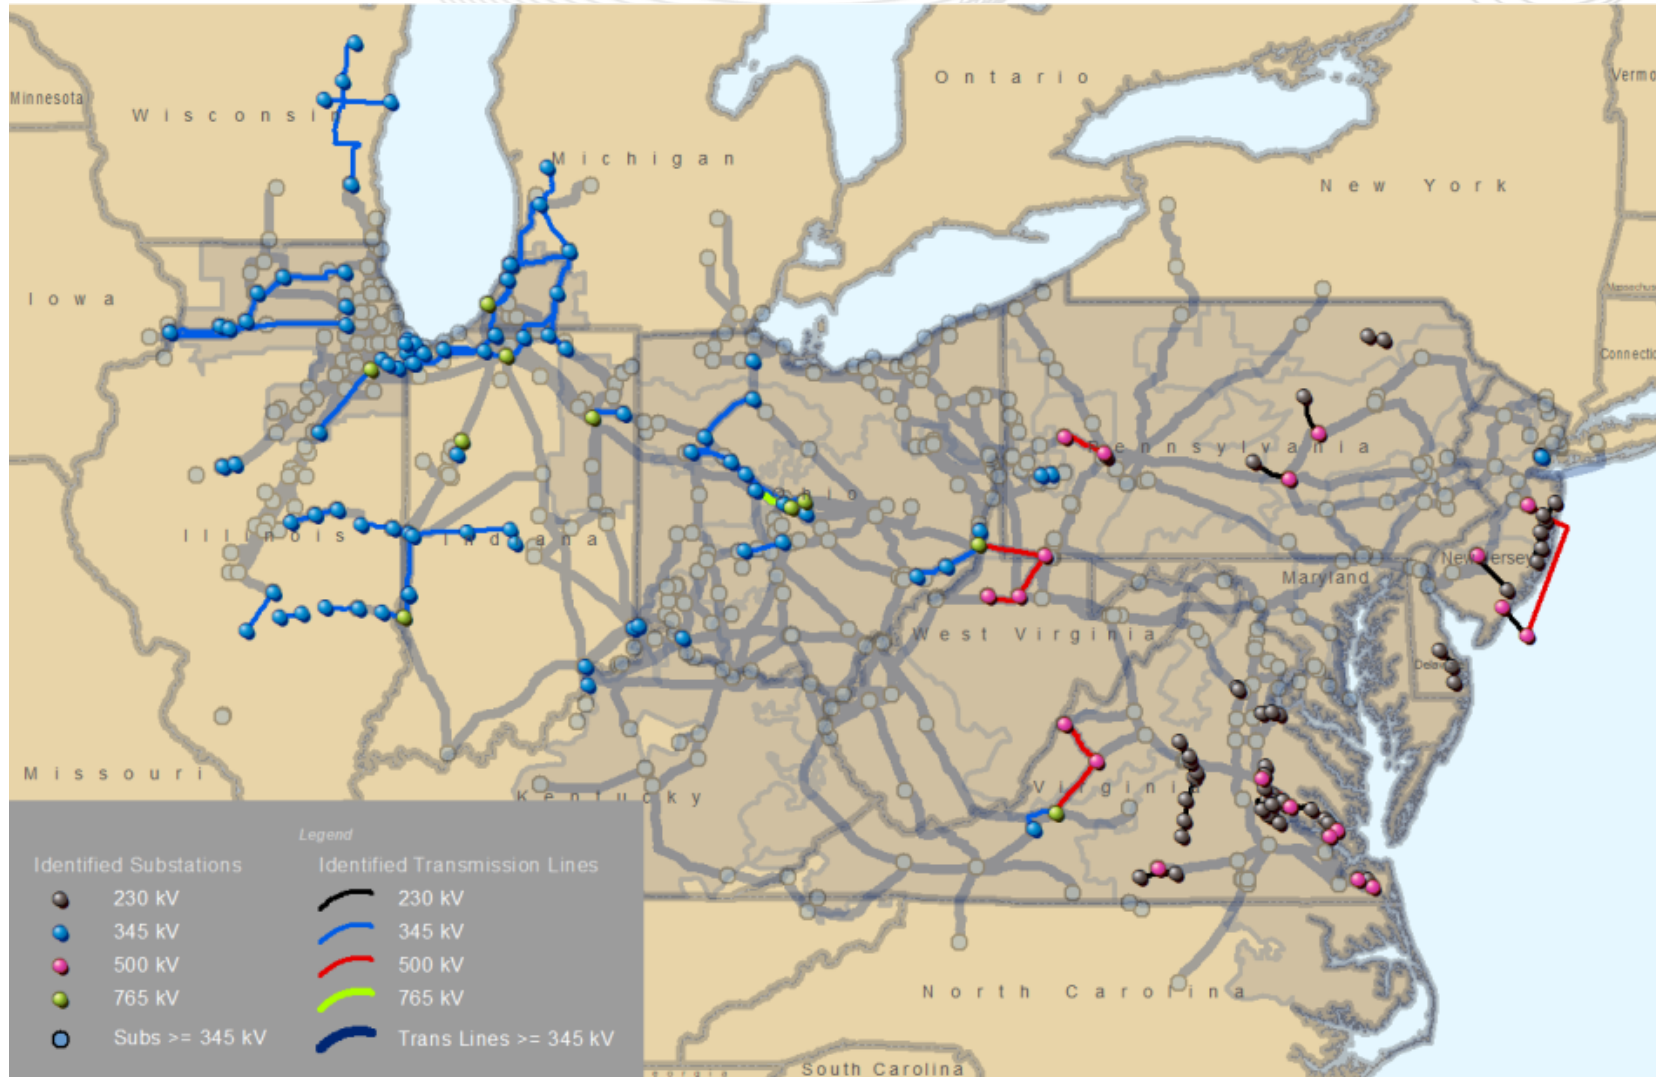 Ontario
Vermo
Minnesota
Wisconsin
Michigan
New York
Iowa
Connectic
Pennsylvania
Ohio
Illinois
Indiana
New Jersey
Maryland
West Virginia
Missouri
Virginia
Kentucky
North Carolina
South Carolina
Legend
Identified Substations
230 kV
345 kV
500 kV
765 kV
Subs >= 345 kV
Identified Transmission Lines
230 kV
345 kV
500 kV
765 kV
Trans Lines >= 345 kV